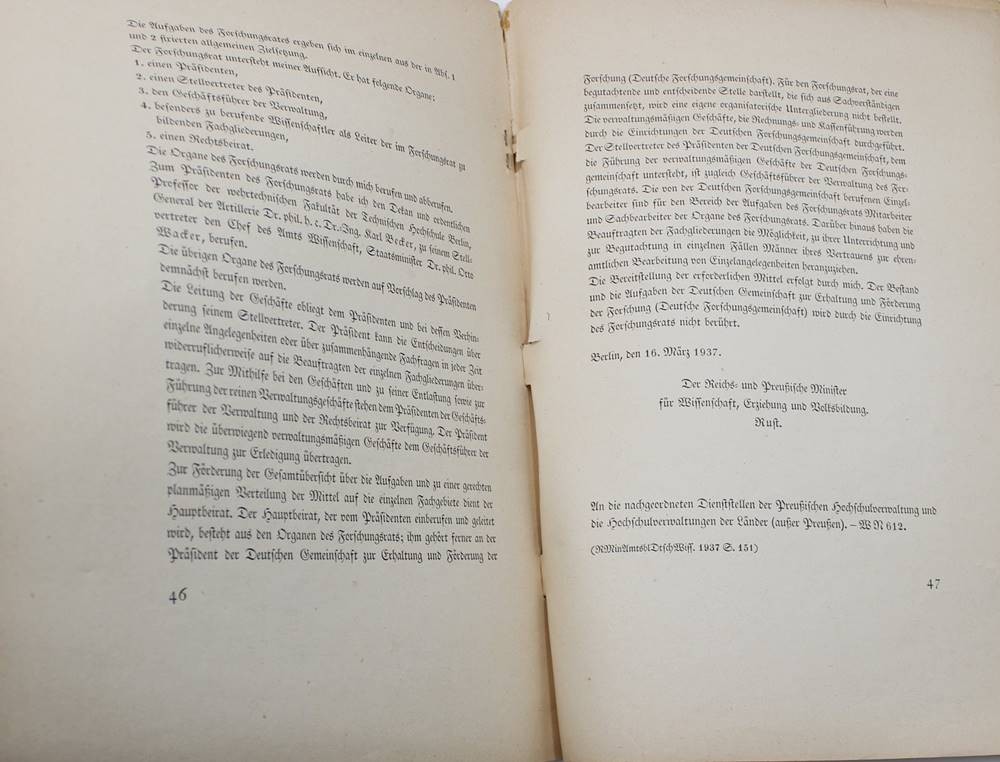 Die Aufgaben des Forschungsrates ergeben sich im einzelnen aus der in Abs. 1
und 2 fixierten allgemeinen Zielsetzung.
Der Forschungsrat untersteht meiner Aufsicht. Er hat folgende Organe:
1. einen Präsidenten,
2. einen Stellvertreter des Präsidenten,
3. den Geschäftsführer der Verwaltung,
4. besonders zu berufende Wissenschaftler als Leiter der im Forschungsrat zu
bildenden Fachgliederungen,
5. einen Rechtsbeirat.
Die Organe des Forschungsrats werden durch mich berufen und abberufen.
Zum Präsidenten des Forschungsrats habe ich den Dekan und ordentlichen
Professor der wehrtechnischen Fakultät der Technischen Hochschule Berlin,
General der Artillerie Dr. phil. h. c. Dr.-Ing. Karl Becker, zu seinem Stell-
vertreter den Chef des Amts Wissenschaft, Staatsminister Dr. phil. Otto
Wacker, berufen.
Die übrigen Organe des Forschungsrats werden auf Vorschlag des Präsidenten
demnächst berufen werden.
Die Leitung der Geschäfte obliegt dem Präsidenten und bei dessen Verhin-
derung seinem Stellvertreter. Der Präsident kann die Entscheidungen über
einzelne Angelegenheiten oder über zusammenhängende Fachfragen in jeder Zeit
widerruflicherweise auf die Beauftragten der einzelnen Fachgliederungen über-
tragen. Zur Mithilfe bei den Geschäften und zu seiner Entlastung sowie zur
Führung der reinen Verwaltungsgeschäfte stehen dem Präsidenten der Geschäfts-
führer der Verwaltung und der Rechtsbeirat zur Verfügung. Der Präsident
wird die überwiegend verwaltungsmäßigen Geschäfte dem Geschäftsführer der
Verwaltung zur Erledigung übertragen.
Zur Förderung der Gesamtübersicht über die Aufgaben und zu einer gerechten
planmäßigen Verteilung der Mittel auf die einzelnen Fachgebiete dient der
Hauptbeirat. Der Hauptbeirat, der vom Präsidenten einberufen und geleitet
wird, besteht aus den Organen des Forschungsrats; ihm gehört ferner an der
Präsident der Deutschen Gemeinschaft zur Erhaltung und Förderung der
46
Forschung (Deutsche Forschungsgemeinschaft). Für den Forschungsrat, der eine
begutachtende und entscheidende Stelle darstellt, die sich aus Sachverständigen
zusammensetzt, wird eine eigene organisatorische Untergliederung nicht bestellt.
Die verwaltungsmäßigen Geschäfte, die Rechnungs- und Kassenführung werden
durch die Einrichtungen der Deutschen Forschungsgemeinschaft durchgeführt.
Der Stellvertreter des Präsidenten der Deutschen Forschungsgemeinschaft, dem
die Führung der verwaltungsmäßigen Geschäfte der Deutschen Forschungs-
gemeinschaft untersteht, ist zugleich Geschäftsführer der Verwaltung des For-
schungsrats. Die von der Deutschen Forschungsgemeinschaft berufenen Einzel-
bearbeiter sind für den Bereich der Aufgaben des Forschungsrats Mitarbeiter
und Sachbearbeiter der Organe des Forschungsrats. Darüber hinaus haben die
Beauftragten der Fachgliederungen die Möglichkeit, zu ihrer Unterrichtung und
zur Begutachtung in einzelnen Fällen Männer ihres Vertrauens zur ehren-
amtlichen Bearbeitung von Einzelangelegenheiten heranzuziehen.
Die Bereitstellung der erforderlichen Mittel erfolgt durch mich. Der Bestand
und die Aufgaben der Deutschen Gemeinschaft zur Erhaltung und Förderung
der Forschung (Deutsche Forschungsgemeinschaft) wird durch die Einrichtung
des Forschungsrats nicht berührt.
Berlin, den 16. März 1937.
Der Reichs- und Preußische Minister
für Wissenschaft, Erziehung und Volksbildung.
Rust.
An die nachgeordneten Dienststellen der Preußischen Hochschulverwaltung und
die Hochschulverwaltungen der Länder (außer Preußen). – W N 612.
(RMinAmtsblDtschWiss. 1937 S. 151)
47